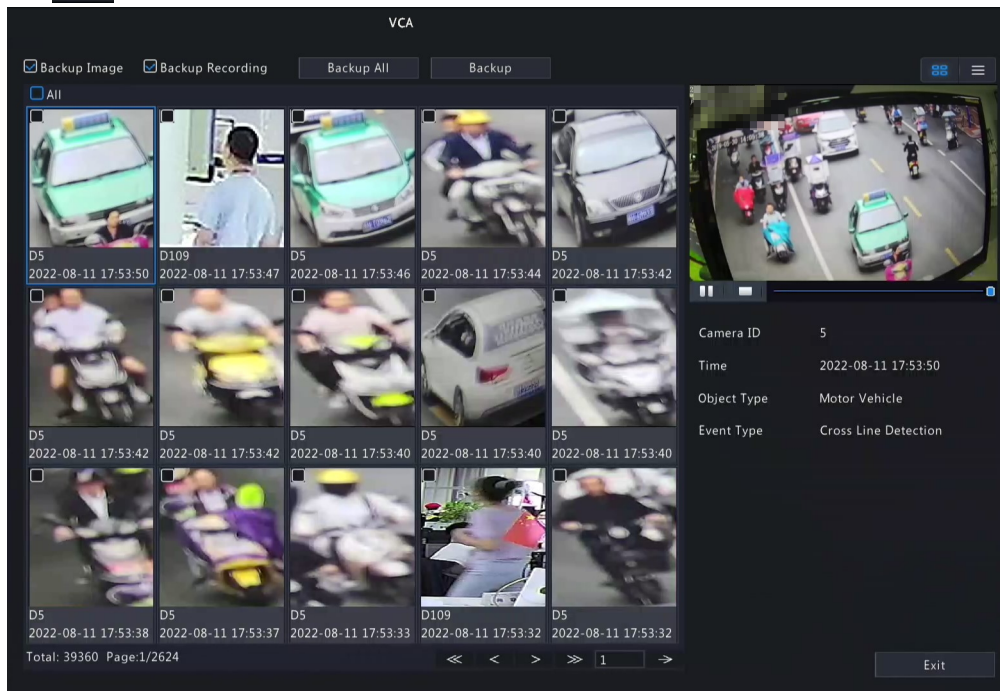 VCA
Backup Image Backup Recording Backup All Backup
All
D5 D109 D5 D5 D5
2022-08-11 17:53:50 2022-08-11 17:53:47 2022-08-11 17:53:46 2022-08-11 17:53:44 2022-08-11 17:53:42
D5 D5 D5 D5 D5
2022-08-11 17:53:42 2022-08-11 17:53:42 2022-08-11 17:53:40 2022-08-11 17:53:40 2022-08-11 17:53:40
D5 D5 D5 D109 D5
2022-08-11 17:53:38 2022-08-11 17:53:37 2022-08-11 17:53:33 2022-08-11 17:53:32 2022-08-11 17:53:32
Total: 39360 Page:1/2624
1
Camera ID 5
Time 2022-08-11 17:53:50
Object Type Motor Vehicle
Event Type Cross Line Detection
Exit